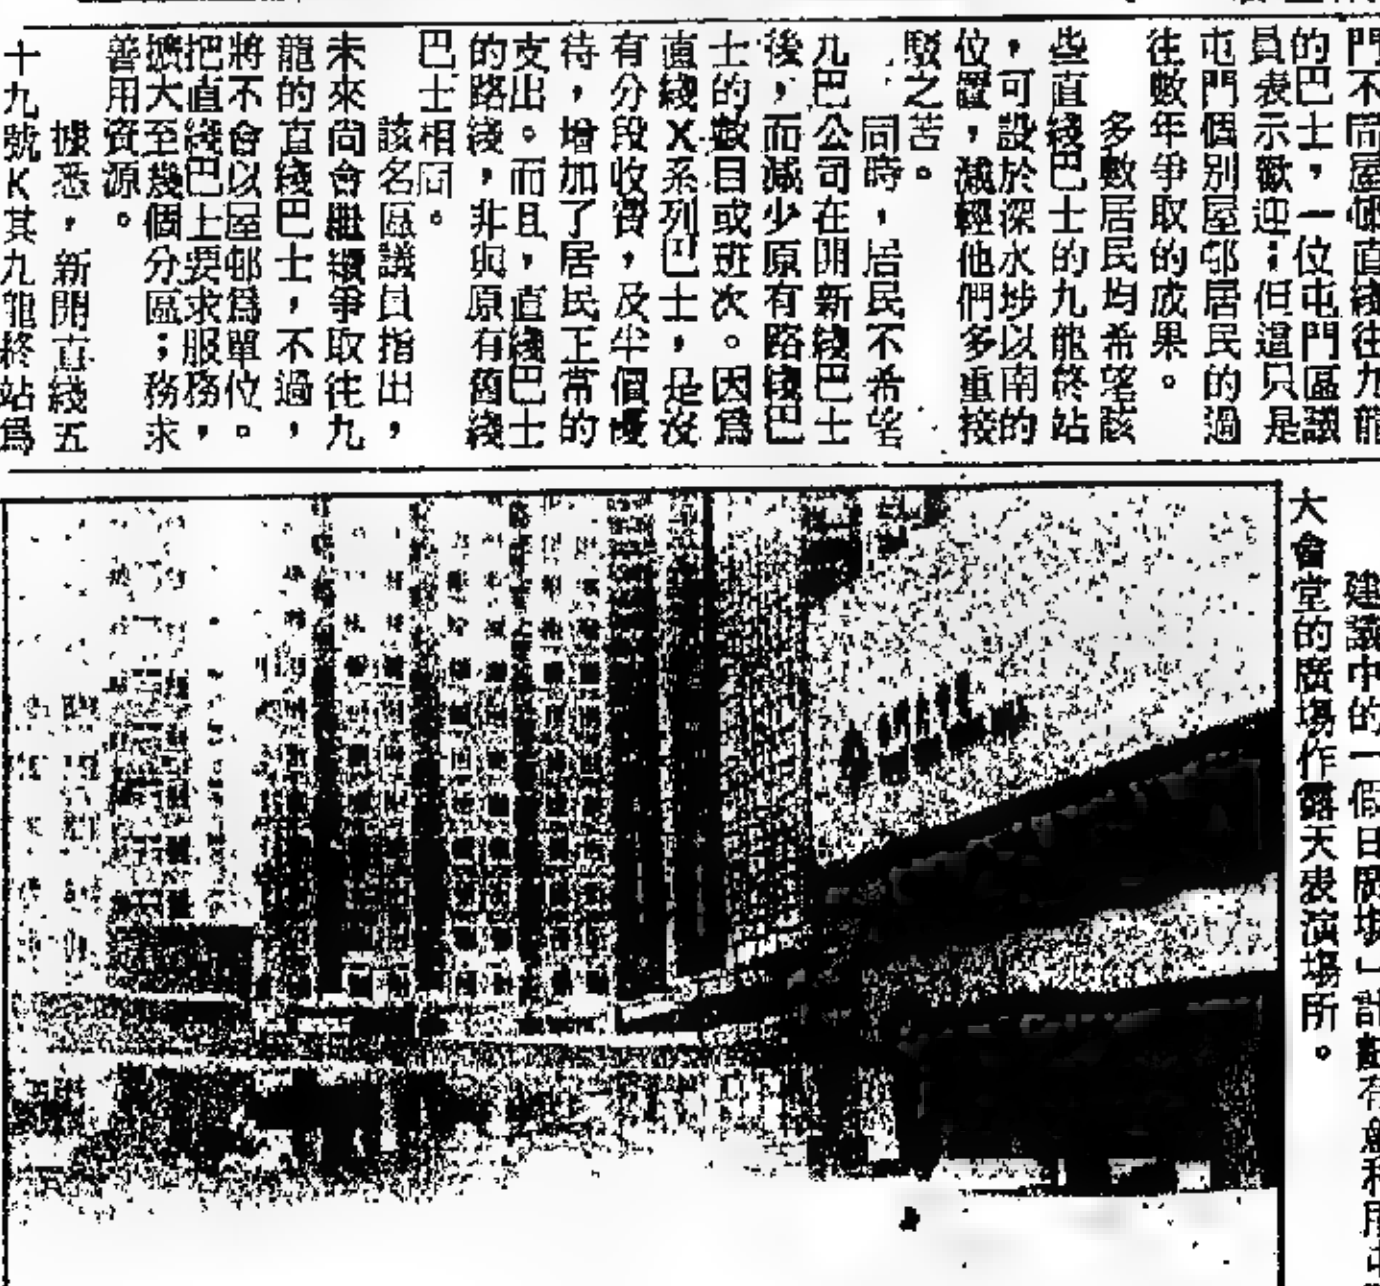 門不同屋邨直綫往九龍
的巴士，一位屯門區議
員表示歡迎；但這只是
屯門個別屋邨居民的過
往數年爭取的成果。
多數居民均希望該
些直綫巴士的九龍終站
，可設於深水埗以南的
位置，減輕他們多重接
駁之苦。
同時，居民不希望
九巴公司在開新綫巴士
後，而減少原有路綫巴
士的數目或班次。因爲
直綫X系列巴士，是沒
有分段收費，及半個優
待，增加了居民正常的
支出。而且，直綫巴士
的路綫，非與原有舊綫
巴士相同。
該名區議員指出，
未來尚會繼續爭取往九
龍的直綫巴士，不過，
將不會以屋邨爲單位。
把直綫巴上要求服務，
擴大至幾個分區；務求
善用資源。
據悉，新開直綫五
十九號K其九龍終站爲
建議中的「假日廣場」計劃有意利用屯
大會堂的廣場作露天表演場所。